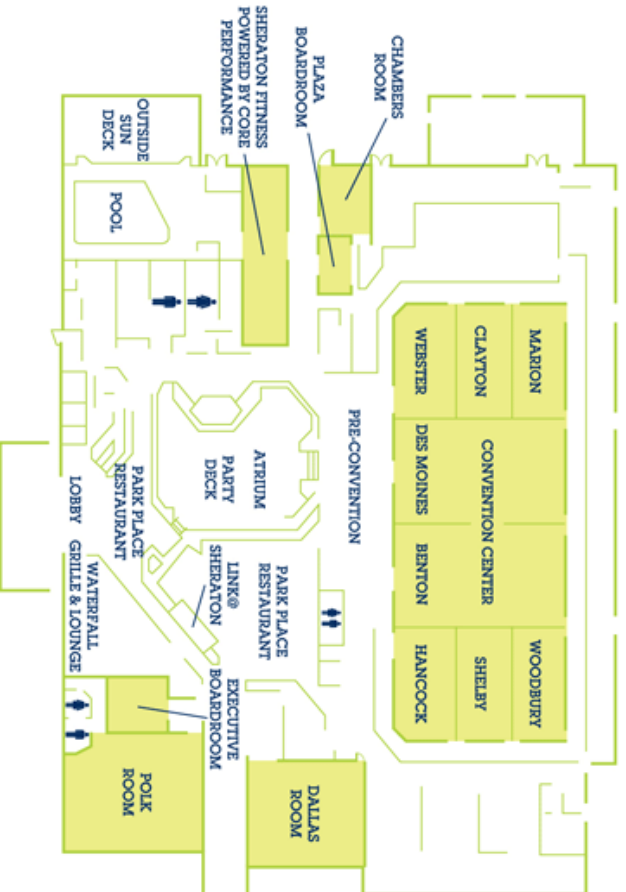 CHAMBERS
ROOM
PLAZA
BOARDROOM
SHERATON FITNESS
POWERED BY CORE
PERFORMANCE
OUTSIDE
SUN
DECK
POOL
MARION
CLAYTON
WEBSTER
CONVENTION CENTER
DES MOINES
BENTON
WOODBURY
SHELBY
HANCOCK
PRE-CONVENTION
ATRIUM
PARTY
DECK
PARK PLACE
RESTAURANT
LOBBY
PARK PLACE
RESTAURANT
LINK@
SHERATON
WATERFALL
GRILLE & LOUNGE
EXECUTIVE
BOARDROOM
DALLAS
ROOM
POLK
ROOM